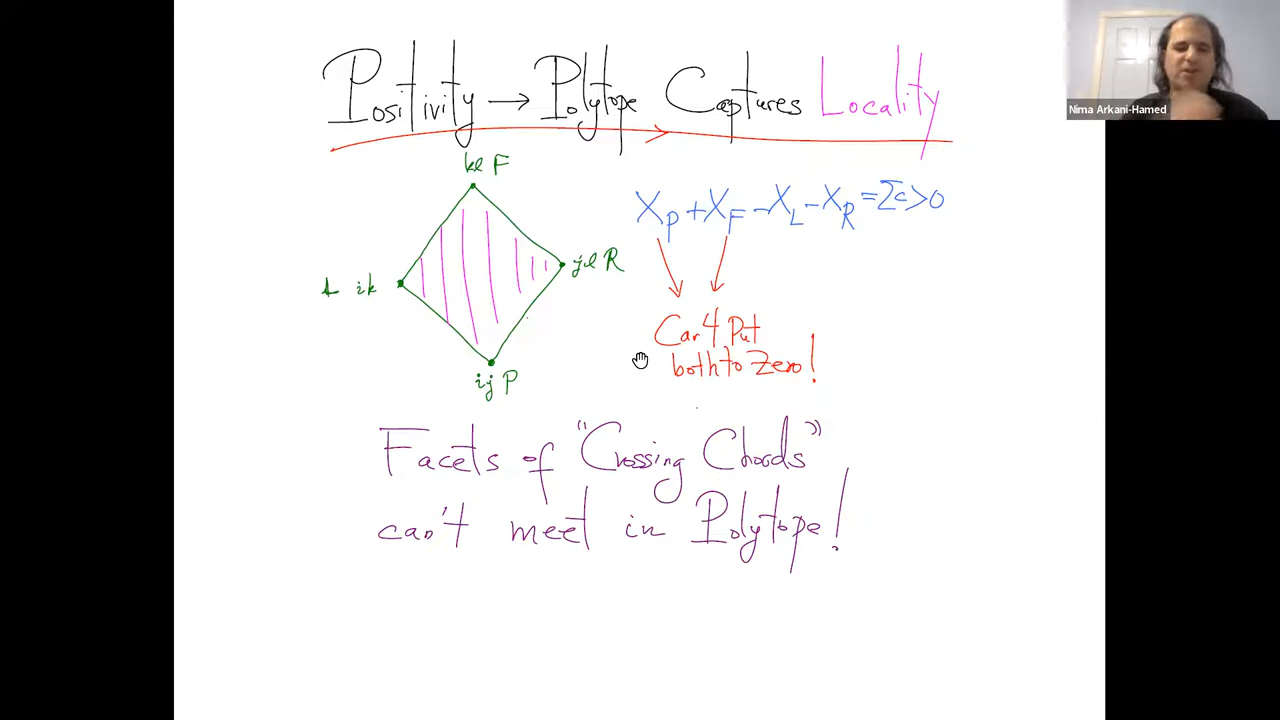 Positivity → Polytope Captures Locality
Nima Arkani-Hamed
kl F
X_P + X_F - X_L - X_R = Σc > 0
jl R
L ik
Can't Put
both to Zero!
ij P
Facets of "Crossing Chords"
can't meet in Polytope!